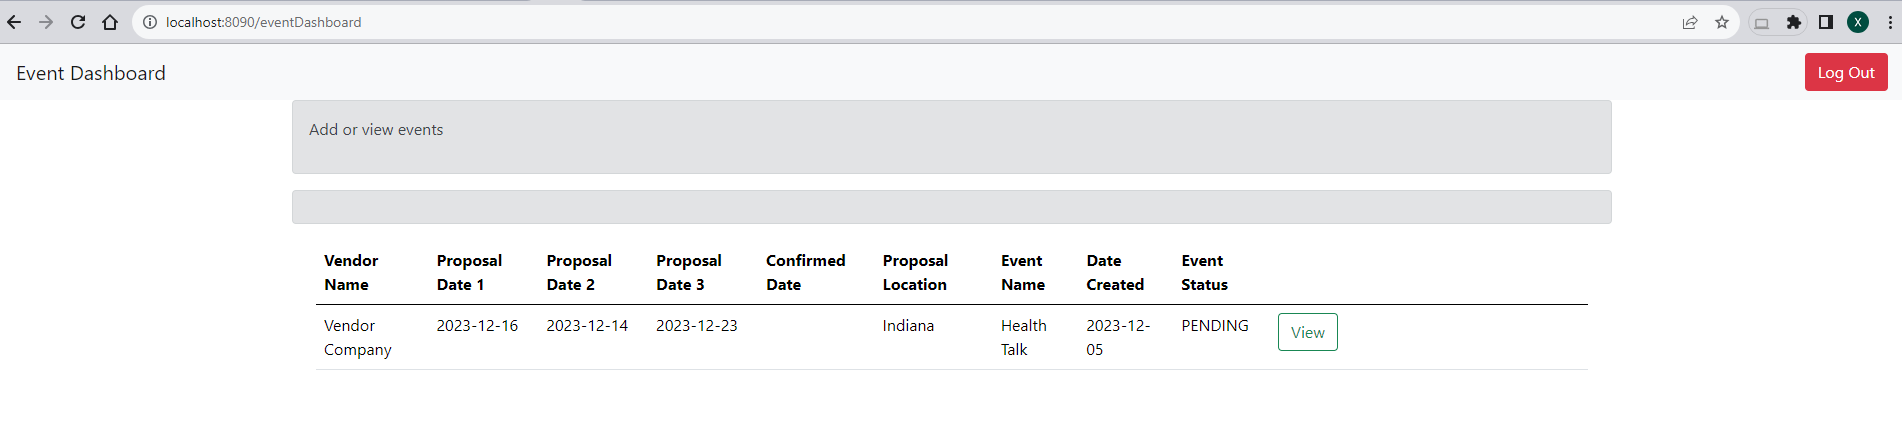 localhost:8090/eventDashboard
X
Event Dashboard
Log Out
Add or view events
Vendor Name
Proposal Date 1
Proposal Date 2
Proposal Date 3
Confirmed Date
Proposal Location
Event Name
Date Created
Event Status
Vendor Company
2023-12-16
2023-12-14
2023-12-23
Indiana
Health Talk
2023-12-05
PENDING
View